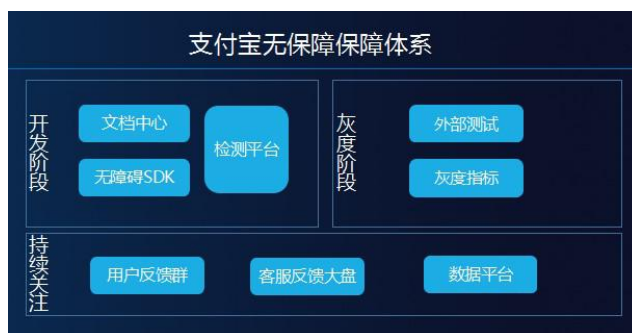 支付宝无保障保障体系
开发阶段
文档中心
无障碍SDK
检测平台
灰度阶段
外部测试
灰度指标
持续关注
用户反馈群
客服反馈大盘
数据平台